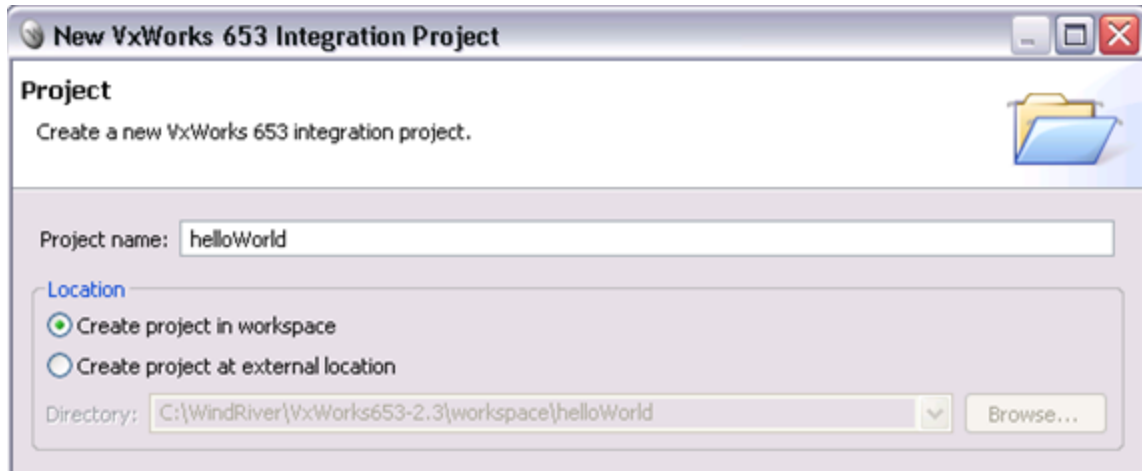 New VxWorks 653 Integration Project
Project
Create a new VxWorks 653 integration project.
Project name: helloWorld
Location
Create project in workspace
Create project at external location
Directory: C:\WindRiver\VxWorks653-2.3\workspace\helloWorld Browse...